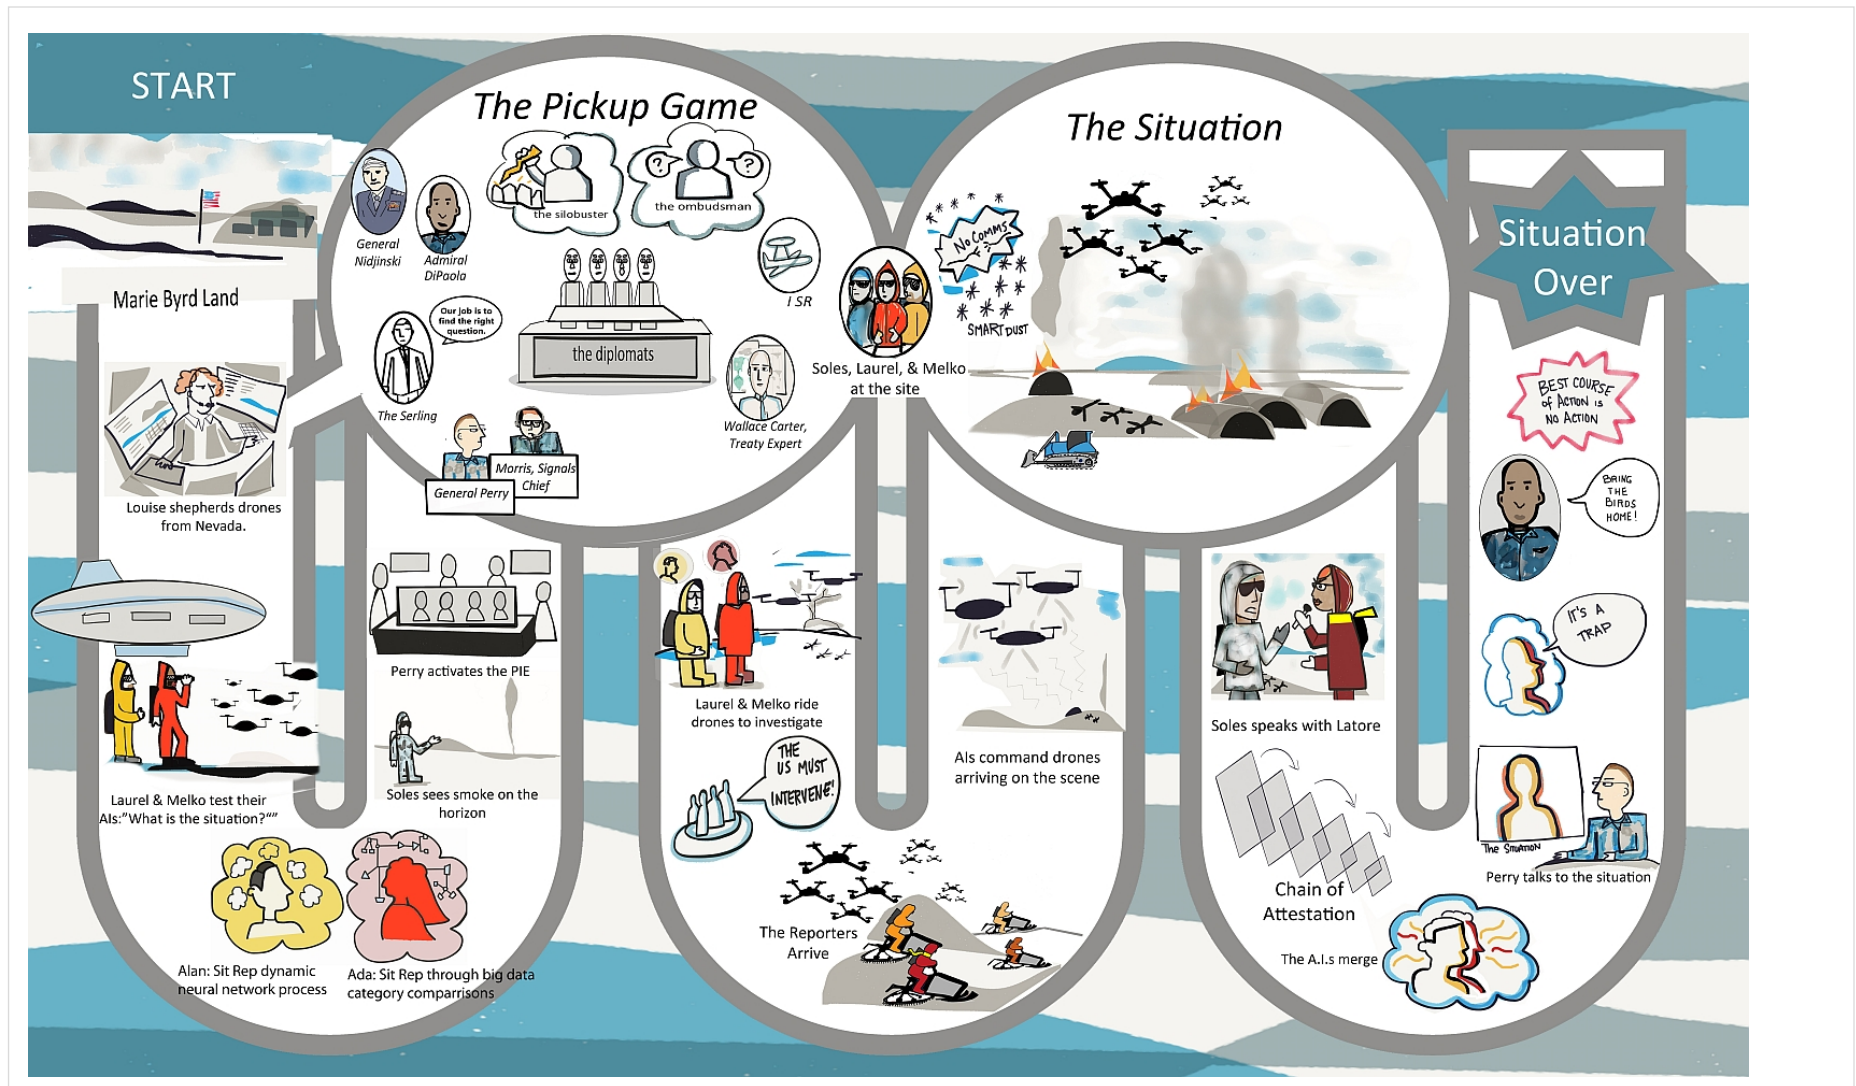 START
Marie Byrd Land
Louise shepherds drones
from Nevada.
Laurel & Melko test their
AIs:"What is the situation?""
Alan: Sit Rep dynamic
neural network process
Ada: Sit Rep through big data
category comparrisons
Soles sees smoke on the
horizon
Perry activates the PIE
The Pickup Game
General
Nidjinski
Admiral
DiPaola
the silobuster
the ombudsman
I SR
Our job is to
find the right
question.
The Serling
the diplomats
Wallace Carter,
Treaty Expert
General Perry
Morris, Signals
Chief
Soles, Laurel, & Melko
at the site
The Situation
No COMMS
SMART DUST
Laurel & Melko ride
drones to investigate
THE
US MUST
INTERVENE!
The Reporters
Arrive
AIs command drones
arriving on the scene
Soles speaks with Latore
Chain of
Attestation
The A.I.s merge
Perry talks to the situation
The SITUATION
IT'S A
TRAP
BRING
THE
BIRDS
HOME!
BEST COURSE
of ACTION IS
NO ACTION
Situation
Over